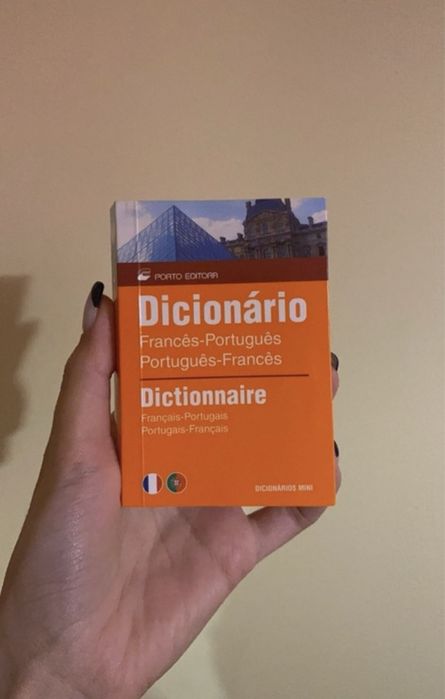 PORTO EDITORA
Dicionário
Francês-Português
Português-Francês
Dictionnaire
Français-Portugais
Portugais-Français
DICIONÁRIOS MINI